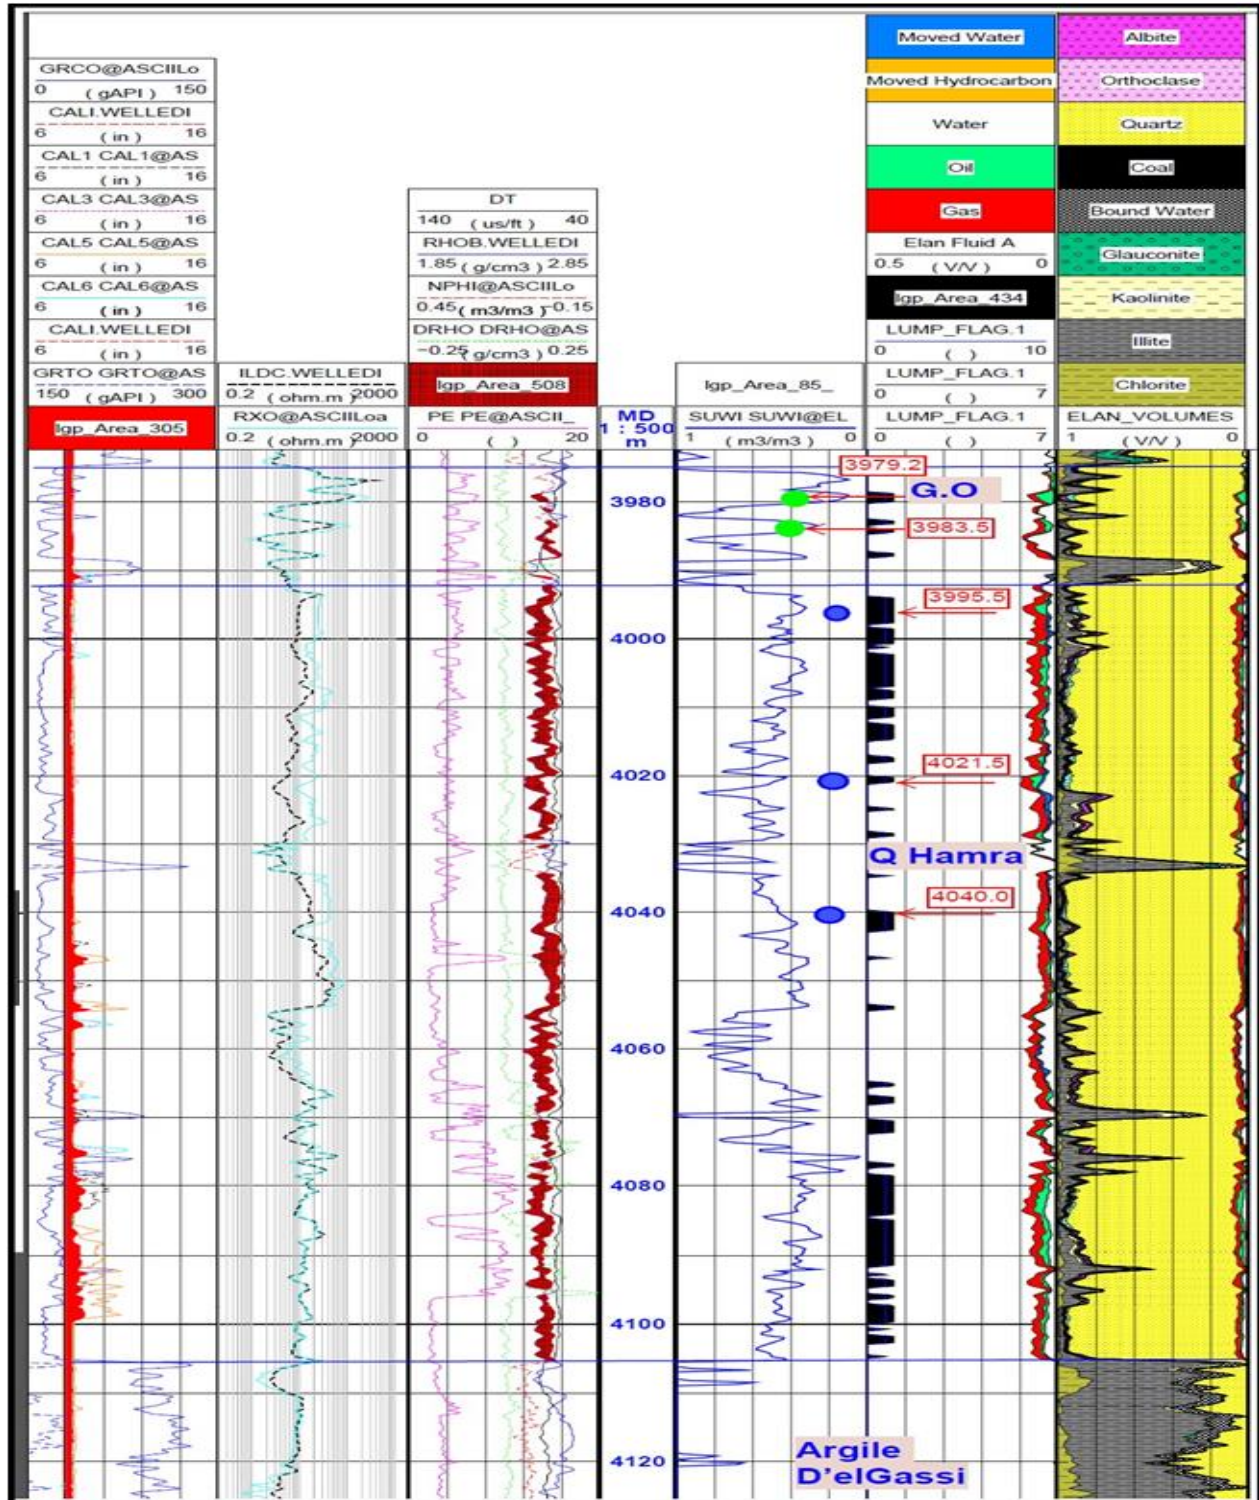 GRCO@ASCIILo
0 ( gAPI ) 150
CALI.WELLEDI
6 ( in ) 16
CAL1 CAL1@AS
6 ( in ) 16
CAL3 CAL3@AS
6 ( in ) 16
CAL5 CAL5@AS
6 ( in ) 16
CAL6 CAL6@AS
6 ( in ) 16
CALI.WELLEDI
6 ( in ) 16
GRTO GRTO@AS
150 ( gAPI ) 300
Igp_Area_305
ILDC.WELLEDI
0.2 ( ohm.m ) 2000
RXO@ASCIILoa
0.2 ( ohm.m ) 2000
DT
140 ( us/ft ) 40
RHOB.WELLEDI
1.85 ( g/cm3 ) 2.85
NPHI@ASCIILo
0.45 ( m3/m3 ) -0.15
DRHO DRHO@AS
-0.25 ( g/cm3 ) 0.25
Igp_Area_508
PE PE@ASCII_
0 ( ) 20
MD
1 : 500
m
Igp_Area_85_
SUWI SUWI@EL
1 ( m3/m3 ) 0
Moved Water
Moved Hydrocarbon
Water
Oil
Gas
Elan Fluid A
0.5 ( V/V ) 0
Igp_Area_434
LUMP_FLAG.1
0 ( ) 10
LUMP_FLAG.1
0 ( ) 7
LUMP_FLAG.1
0 ( ) 7
Albite
Orthoclase
Quartz
Coal
Bound Water
Glauconite
Kaolinite
Illite
Chlorite
ELAN_VOLUMES
1 ( V/V ) 0
3979.2
3980
G.O
3983.5
3995.5
4000
4021.5
4020
Q Hamra
4040.0
4040
4060
4080
4100
4120
Argile
D'elGassi